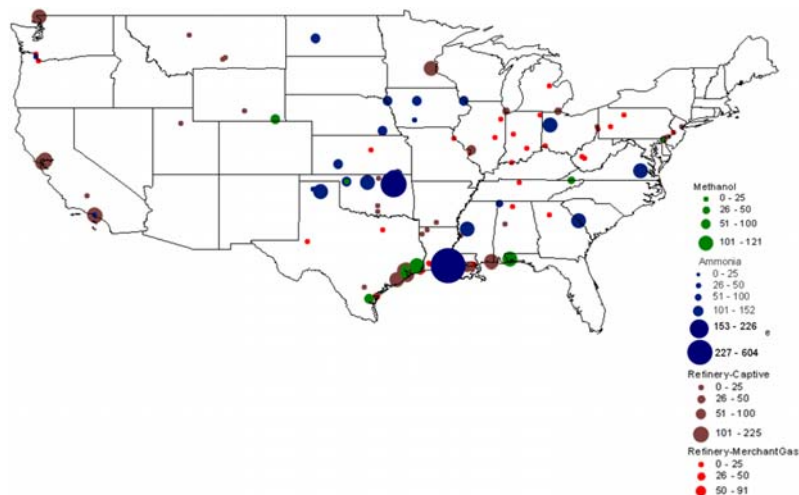 Methanol
0 - 25
26 - 50
51 - 100
101 - 121
Ammonia
0 - 25
26 - 50
51 - 100
101 - 152
153 - 226
e
227 - 604
Refinery-Captive
0 - 25
26 - 50
51 - 100
101 - 225
Refinery-MerchantGas
0 - 25
26 - 50
50 - 91